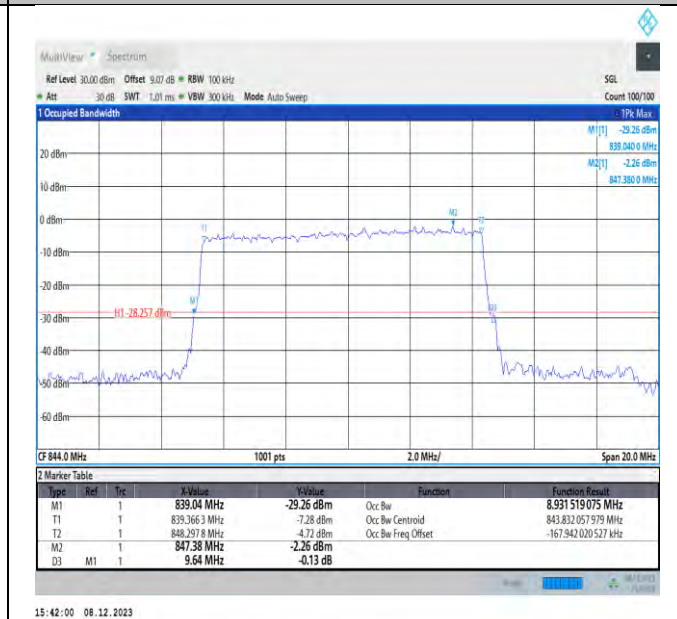 MultiView Spectrum
Ref Level 30.00 dBm Offset 9.07 dB RBW 100 kHz SGL
Att 30 dB SWT 1.01 ms VBW 300 kHz Mode Auto Sweep Count 100/100
1 Occupied Bandwidth 1Pk Max
M1[1] -29.26 dBm
839.040 0 MHz
20 dBm
M2[1] -2.26 dBm
847.380 0 MHz
10 dBm
M2
0 dBm
T1
T2
-10 dBm
-20 dBm
M1
H1 -28.257 dBm
-30 dBm
-40 dBm
-50 dBm
-60 dBm
CF 844.0 MHz 1001 pts 2.0 MHz/ Span 20.0 MHz
2 Marker Table
Type Ref Trc X-Value Y-Value Function Function Result
M1 1 839.04 MHz -29.26 dBm Occ Bw 8.931 519 075 MHz
T1 1 839.366 3 MHz -7.28 dBm Occ Bw Centroid 843.832 057 979 MHz
T2 1 848.297 8 MHz -4.72 dBm Occ Bw Freq Offset -167.942 020 527 kHz
M2 1 847.38 MHz -2.26 dBm
D3 M1 1 9.64 MHz -0.13 dB
15:42:00 08.12.2023